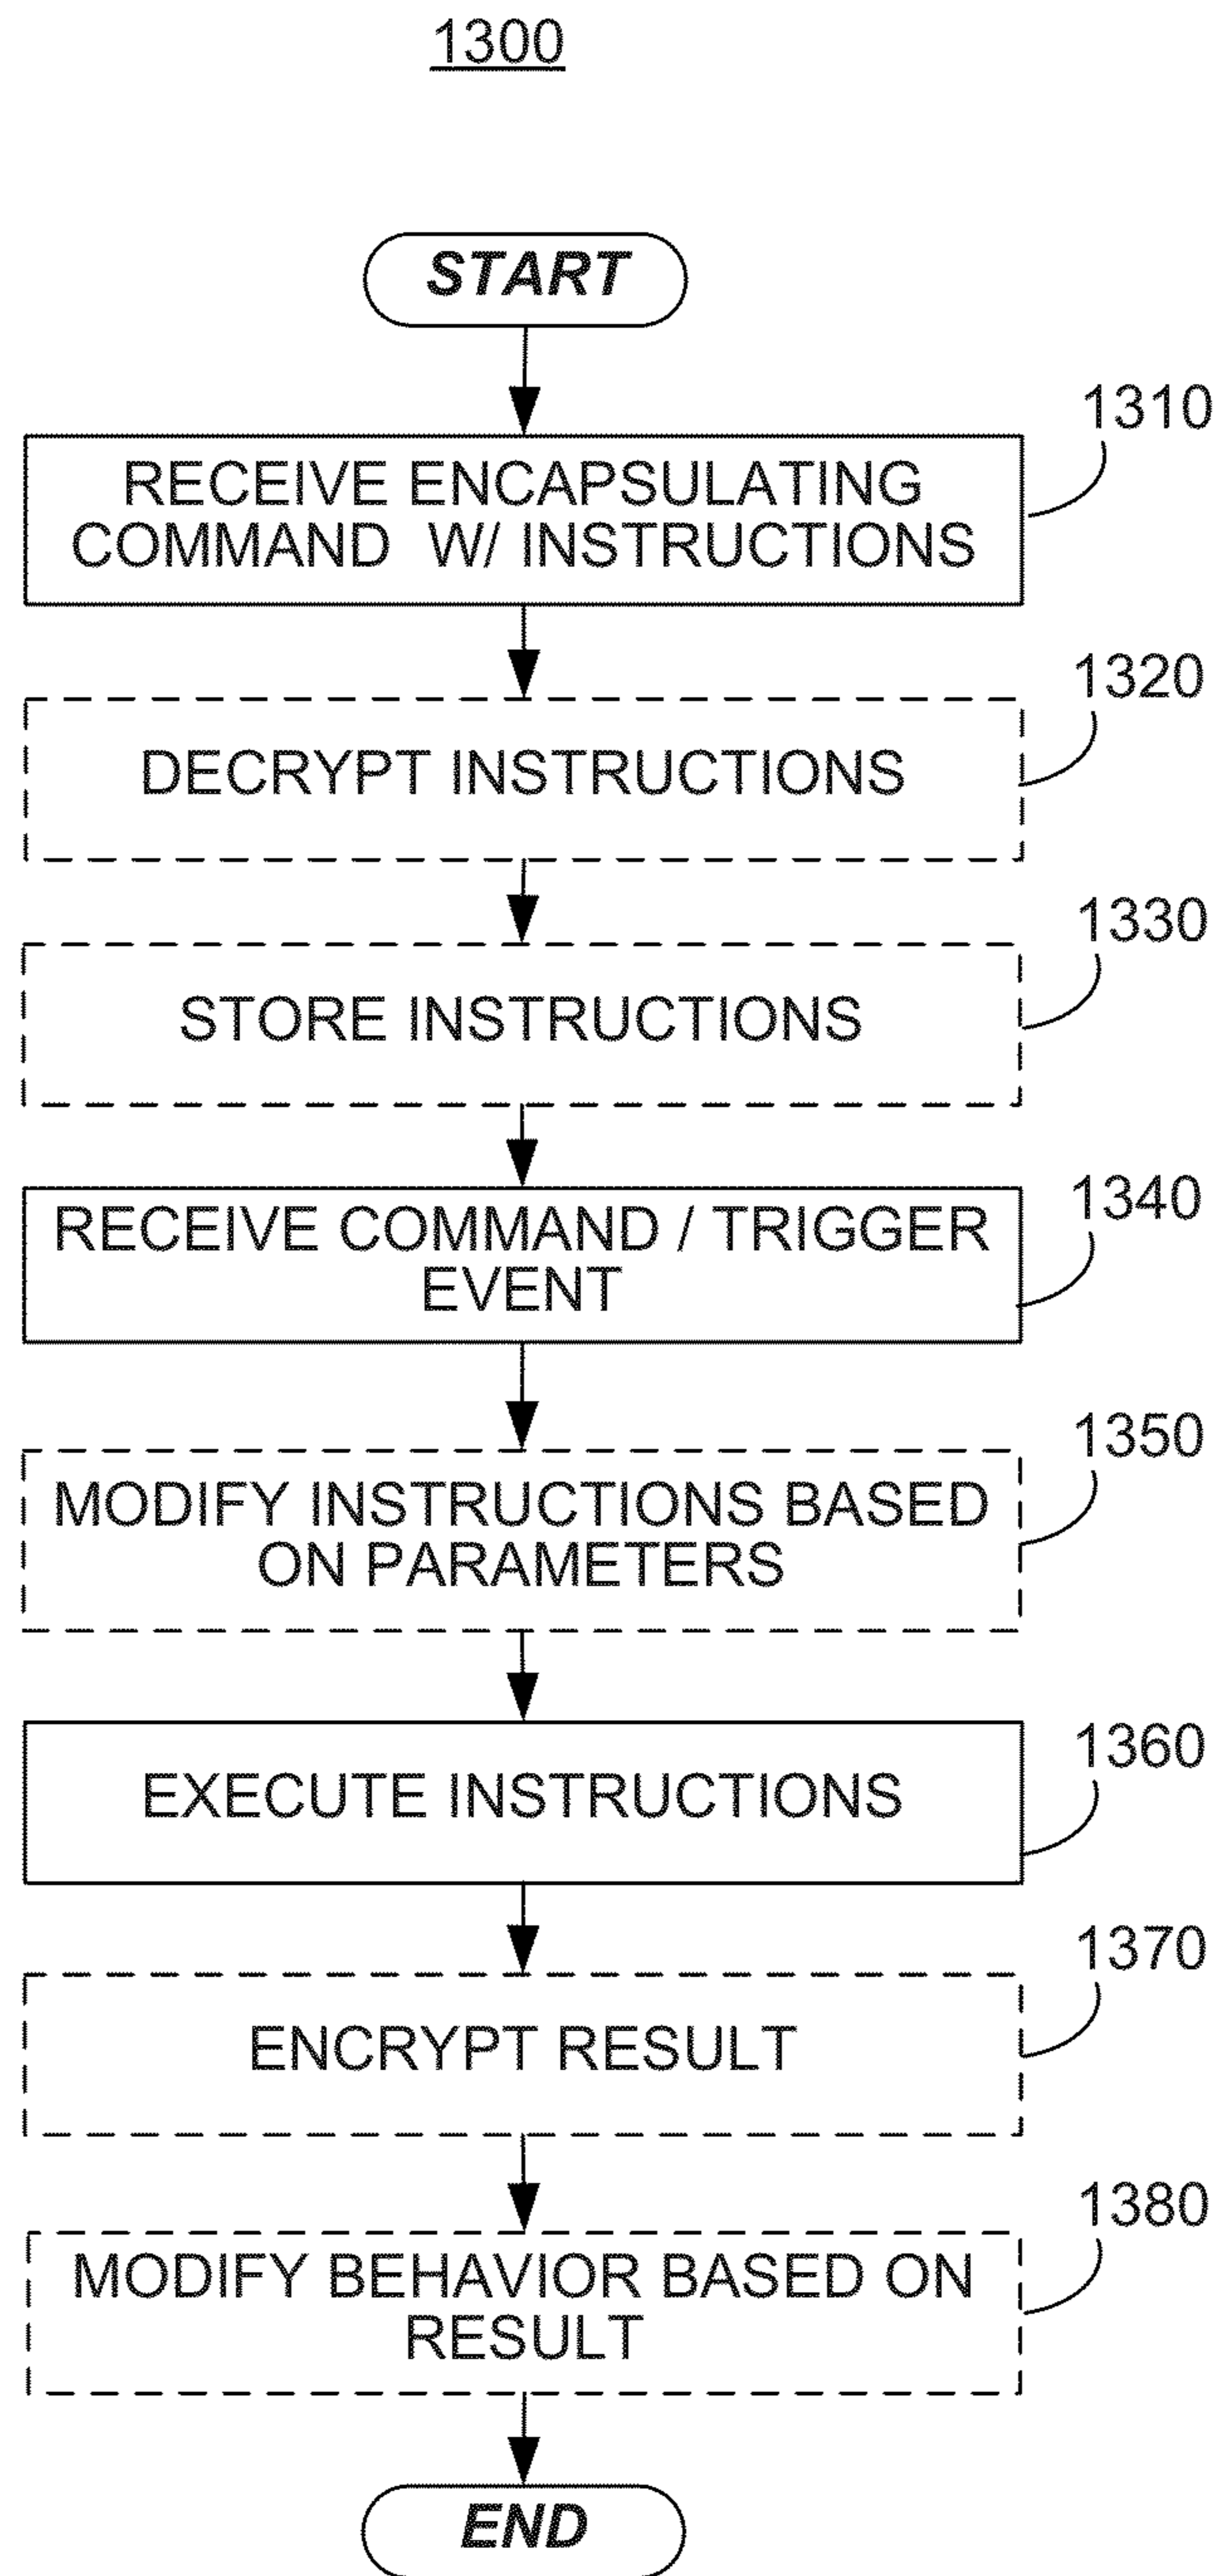 1300
START
1310
RECEIVE ENCAPSULATING
COMMAND W/ INSTRUCTIONS
1320
DECRYPT INSTRUCTIONS
1330
STORE INSTRUCTIONS
1340
RECEIVE COMMAND / TRIGGER
EVENT
1350
MODIFY INSTRUCTIONS BASED
ON PARAMETERS
1360
EXECUTE INSTRUCTIONS
1370
ENCRYPT RESULT
1380
MODIFY BEHAVIOR BASED ON
RESULT
END